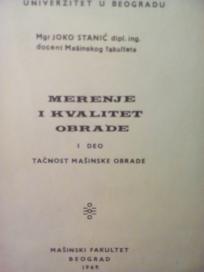 UNIVERZITET U BEOGRADU
Mgr JOKO STANIĆ dipl. ing.
docent Mašinskog fakulteta
MERENJE
I KVALITET
OBRADE
I DEO
TAČNOST MAŠINSKE OBRADE
MAŠINSKI FAKULTET
BEOGRAD
1969.